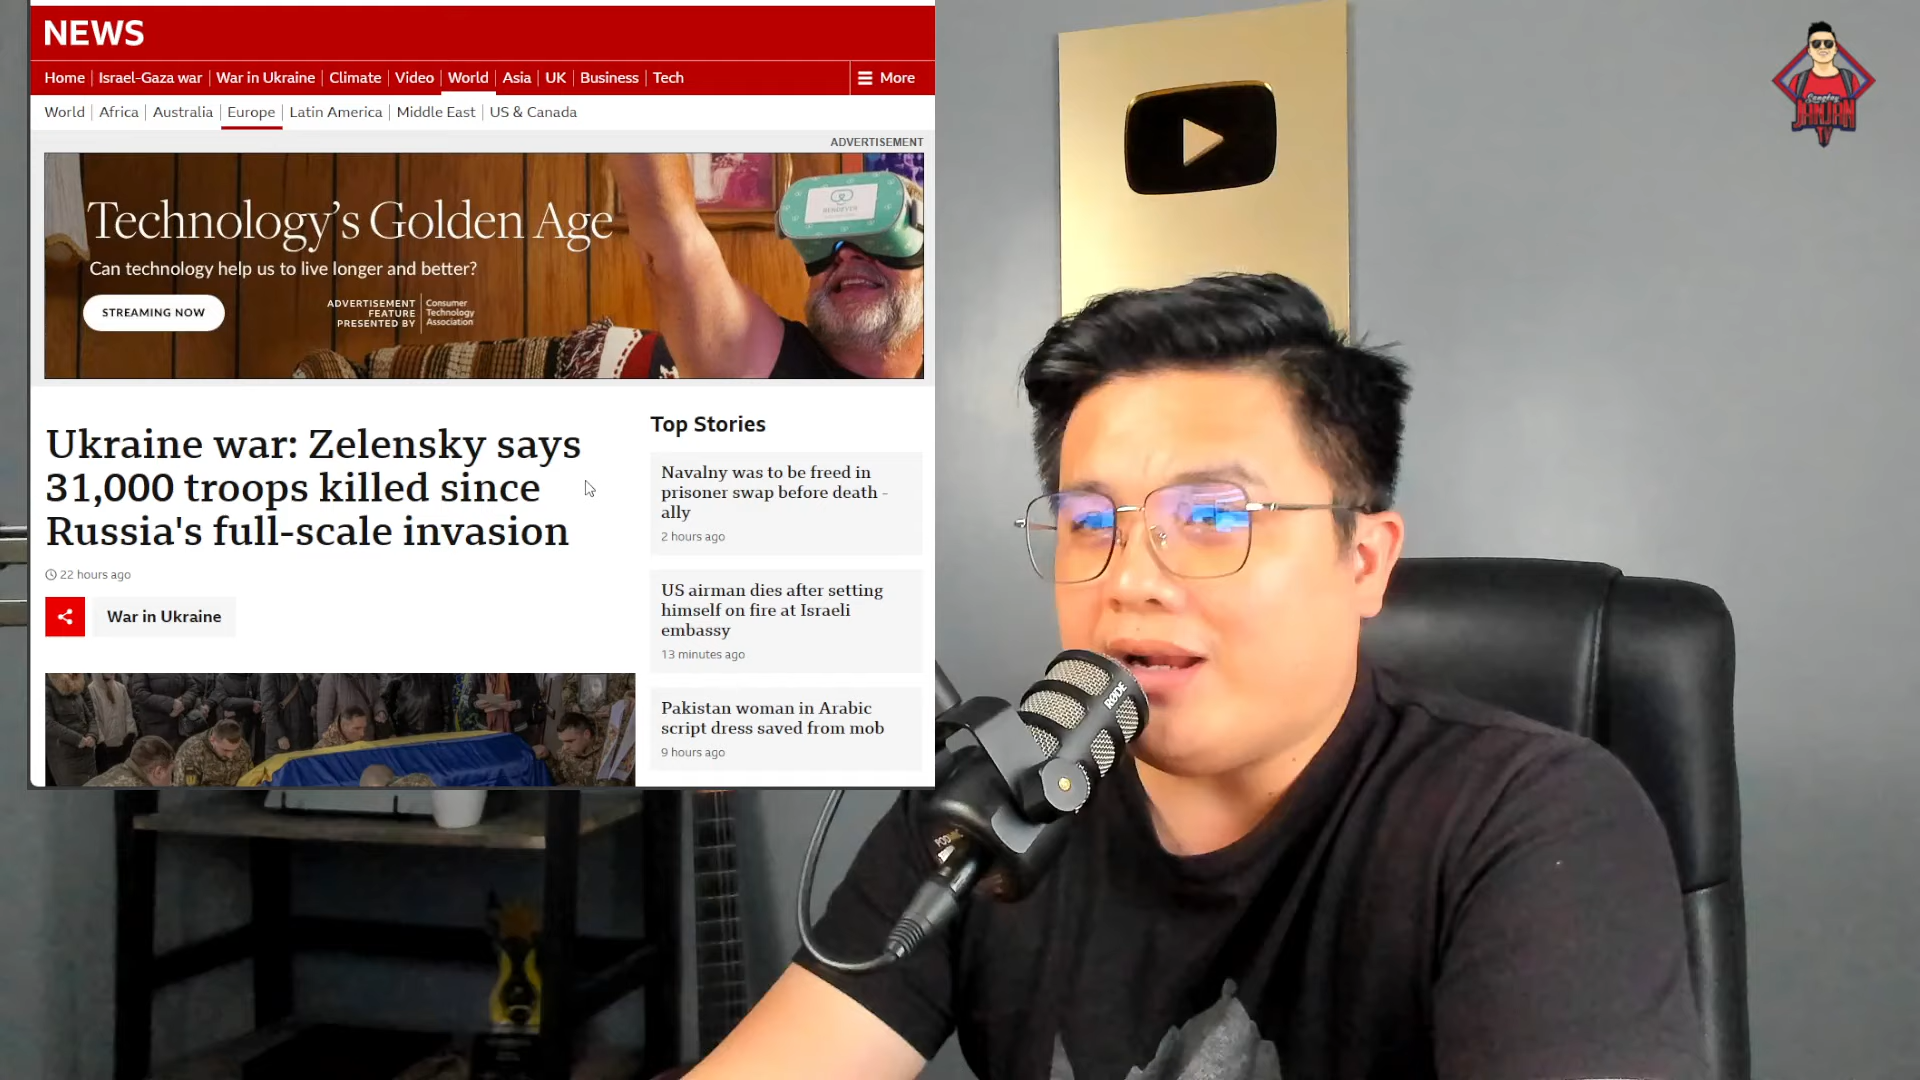 NEWS
Home
Israel-Gaza war
War in Ukraine
Climate
Video
World
Asia
UK
Business
Tech
More
World
Africa
Australia
Europe
Latin America
Middle East
US & Canada
ADVERTISEMENT
Technology's Golden Age
Can technology help us to live longer and better?
STREAMING NOW
ADVERTISEMENT
FEATURE
PRESENTED BY
Consumer
Technology
Association
RENDEVER
Ukraine war: Zelensky says
31,000 troops killed since
Russia's full-scale invasion
22 hours ago
War in Ukraine
Top Stories
Navalny was to be freed in
prisoner swap before death -
ally
2 hours ago
US airman dies after setting
himself on fire at Israeli
embassy
13 minutes ago
Pakistan woman in Arabic
script dress saved from mob
9 hours ago
JANJAN
TV
RØDE